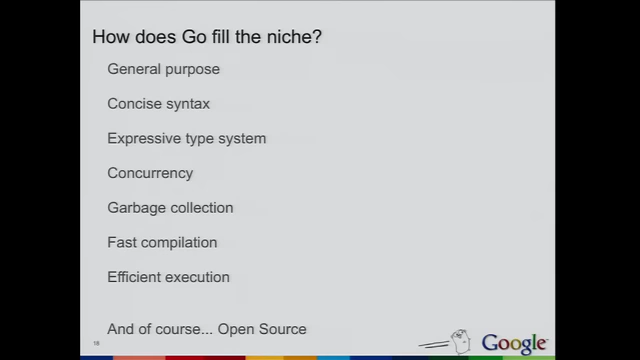 How does Go fill the niche?
General purpose
Concise syntax
Expressive type system
Concurrency
Garbage collection
Fast compilation
Efficient execution
And of course... Open Source
18
Google